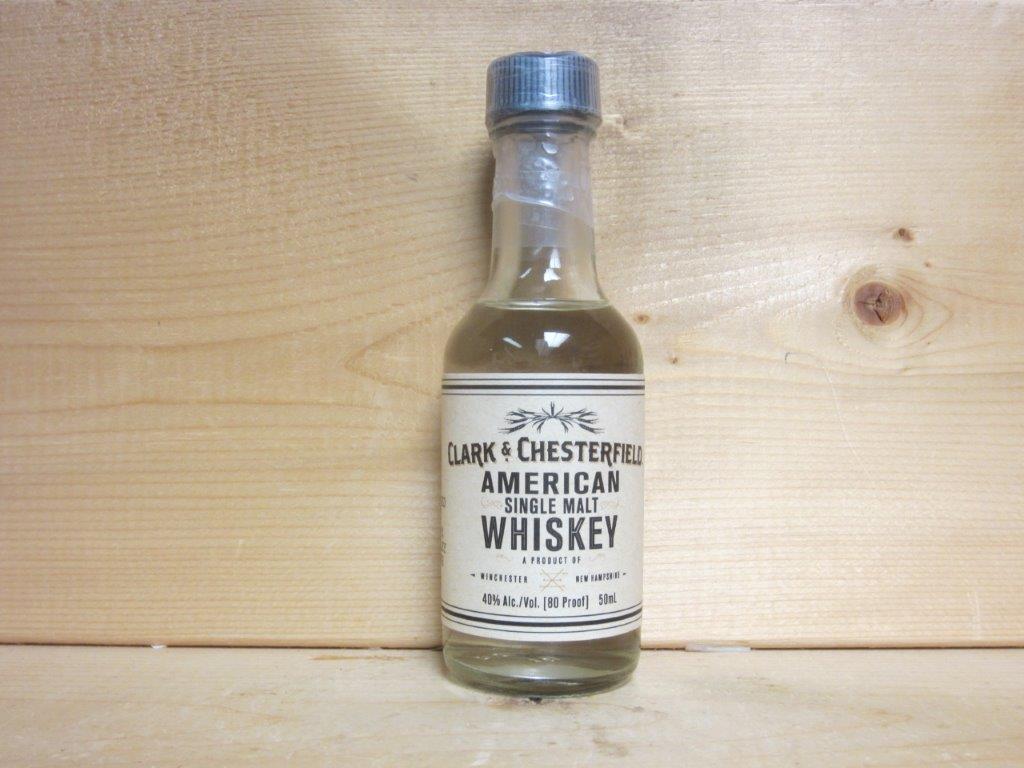 CLARK & CHESTERFIELD
AMERICAN
SINGLE MALT
WHISKEY
A PRODUCT OF
WINCHESTER NEW HAMPSHIRE
40% Alc./Vol. [80 Proof] 50mL